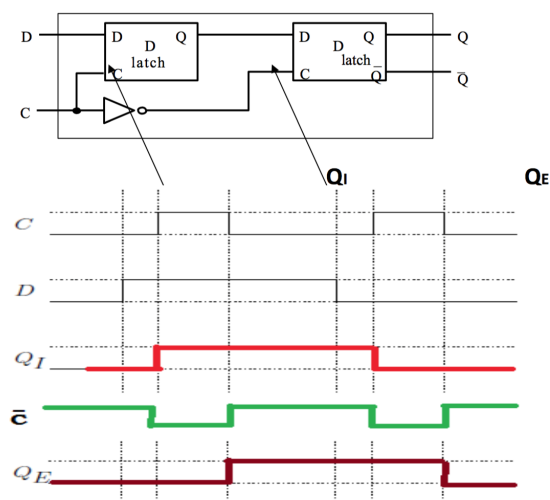 D D Q D Q Q
D D
latch latch
C C Q̅ Q̅
C
QI QE
C
D
QI
c̄
QE